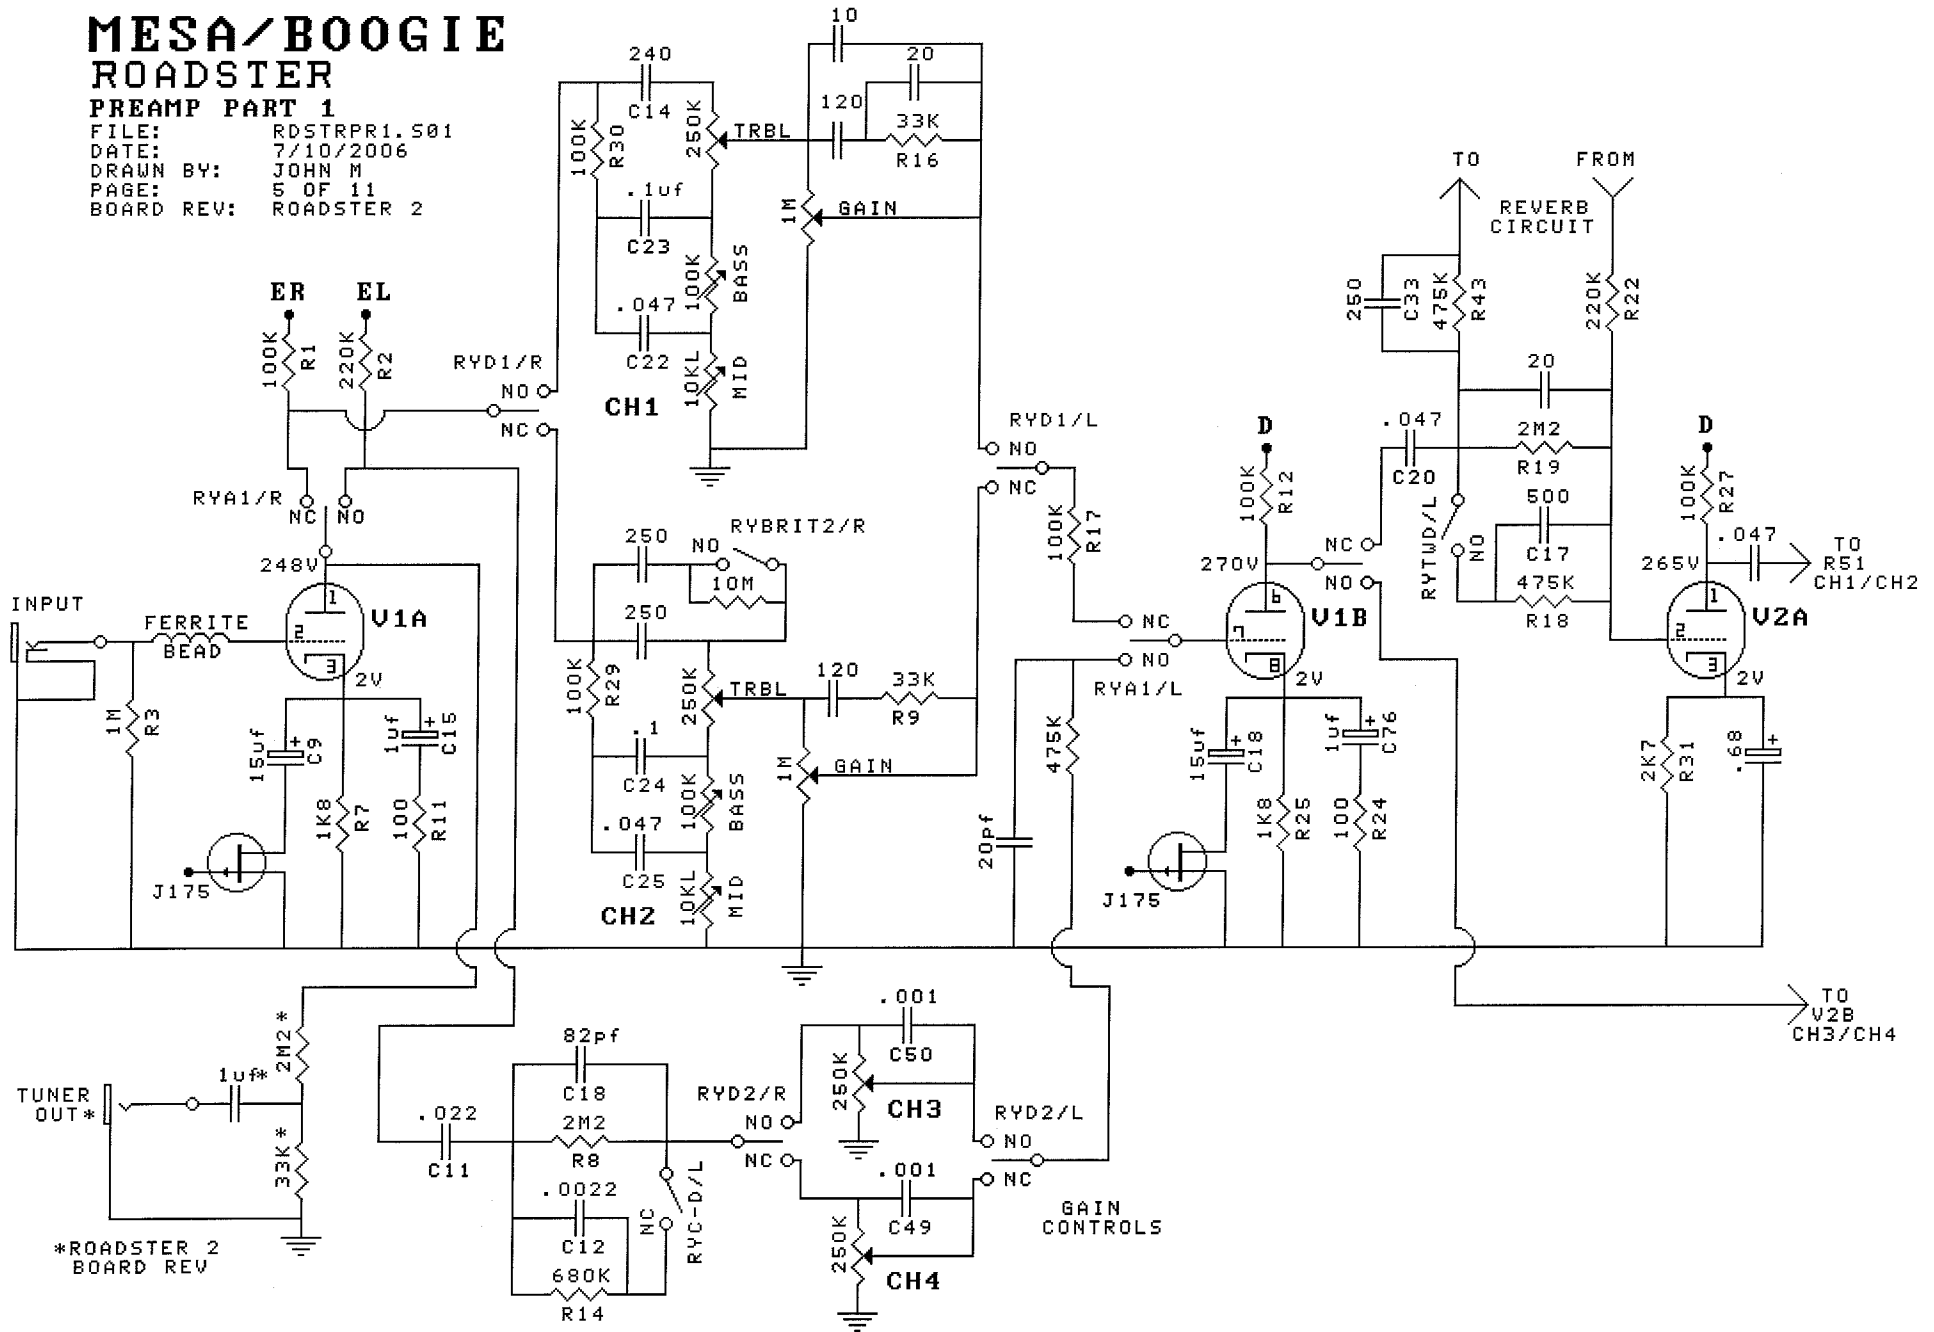 MESA/BOOGIE
ROADSTER
PREAMP PART 1
FILE: RDSTRPR1.S01
DATE: 7/10/2006
DRAWN BY: JOHN M
PAGE: 5 OF 11
BOARD REV: ROADSTER 2
10
240
20
C14
120
33K
R16
100K
R30
250K
TRBL
.1uf
C23
1M
GAIN
100K
BASS
.047
C22
10KL
MID
CH1
TO
FROM
REVERB
CIRCUIT
250
C33
475K
R43
220K
R22
ER
EL
100K
R1
220K
R2
RYD1/R
NO
NC
RYA1/R
NC
NO
248V
RYD1/L
NO
NC
100K
R17
D
100K
R12
.047
C20
20
2M2
R19
500
C17
475K
R18
RYTWD/L
NO
D
100K
R27
.047
TO
R51
CH1/CH2
270V
NC
NO
265V
INPUT
FERRITE
BEAD
1
2
3
V1A
2V
1M
R3
15uf
+
C9
1K8
R7
1uf
+
C15
100
R11
J175
250
NO
RYBRIT2/R
10M
250
100K
R29
250K
TRBL
120
33K
R9
.1
C24
1M
GAIN
100K
BASS
.047
C25
10KL
MID
CH2
NC
NO
RYA1/L
475K
20pf
6
7
8
V1B
2V
15uf
+
C18
1K8
R25
1uf
+
C76
100
R24
J175
1
2
3
V2A
2V
2K7
R31
.68
+
TO
V2B
CH3/CH4
2M2*
1uf*
TUNER
OUT*
33K*
*ROADSTER 2
BOARD REV
.022
C11
82pf
C18
2M2
R8
.0022
C12
680K
R14
NC
RYC-D/L
RYD2/R
NO
NC
.001
C50
250K
CH3
RYD2/L
NO
NC
.001
C49
250K
CH4
GAIN
CONTROLS